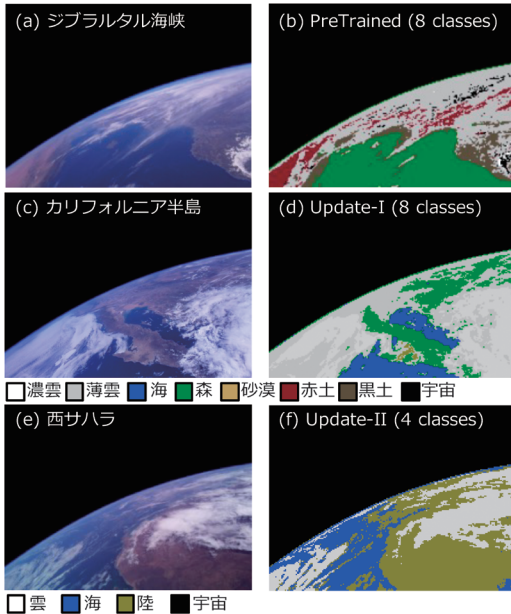 (a) ジブラルタル海峡
(b) PreTrained (8 classes)
(c) カリフォルニア半島
(d) Update-I (8 classes)
濃雲 薄雲 海 森 砂漠 赤土 黒土 宇宙
(e) 西サハラ
(f) Update-II (4 classes)
雲 海 陸 宇宙